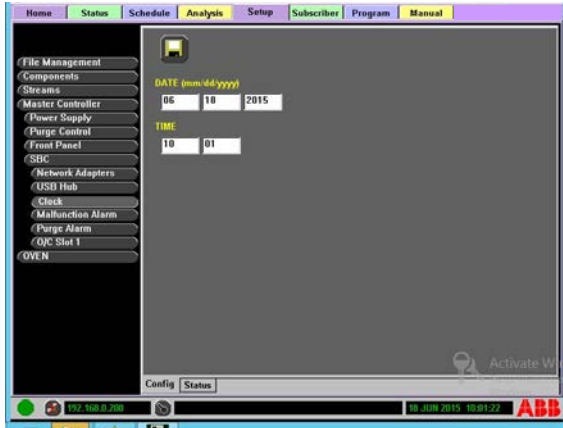 Home Status Schedule Analysis Setup Subscriber Program Manual
File Management
Components
Streams
Master Controller
Power Supply
Purge Control
Front Panel
SBC
Network Adapters
USB Hub
Clock
Malfunction Alarm
Purge Alarm
O/C Slot 1
OVEN
DATE (mm/dd/yyyy)
06 18 2015
TIME
10 01
Activate Wi
Config Status
192.168.0.200 18 JUN 2015 10:01:22 ABB